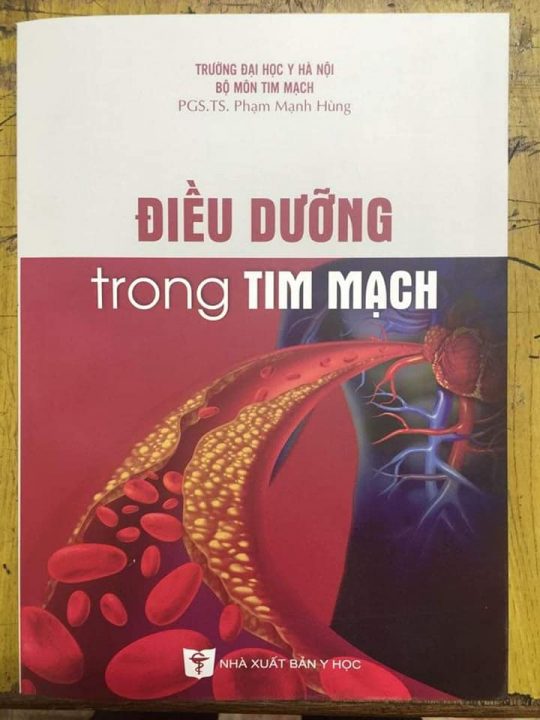 TRƯỜNG ĐẠI HỌC Y HÀ NỘI
BỘ MÔN TIM MẠCH
PGS.TS. Phạm Mạnh Hùng
ĐIỀU DƯỠNG
trong TIM MẠCH
NHÀ XUẤT BẢN Y HỌC